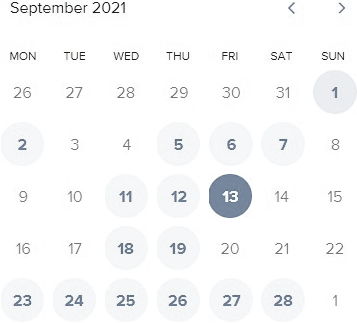 September 2021
MON TUE WED THU FRI SAT SUN
26 27 28 29 30 31 1
2 3 4 5 6 7 8
9 10 11 12 13 14 15
16 17 18 19 20 21 22
23 24 25 26 27 28 1